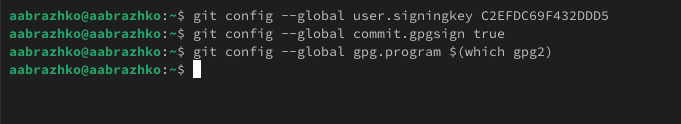 aabrazhko@aabrazhko:~$ git config --global user.signingkey C2EFDC69F432DDD5
aabrazhko@aabrazhko:~$ git config --global commit.gpgsign true
aabrazhko@aabrazhko:~$ git config --global gpg.program $(which gpg2)
aabrazhko@aabrazhko:~$